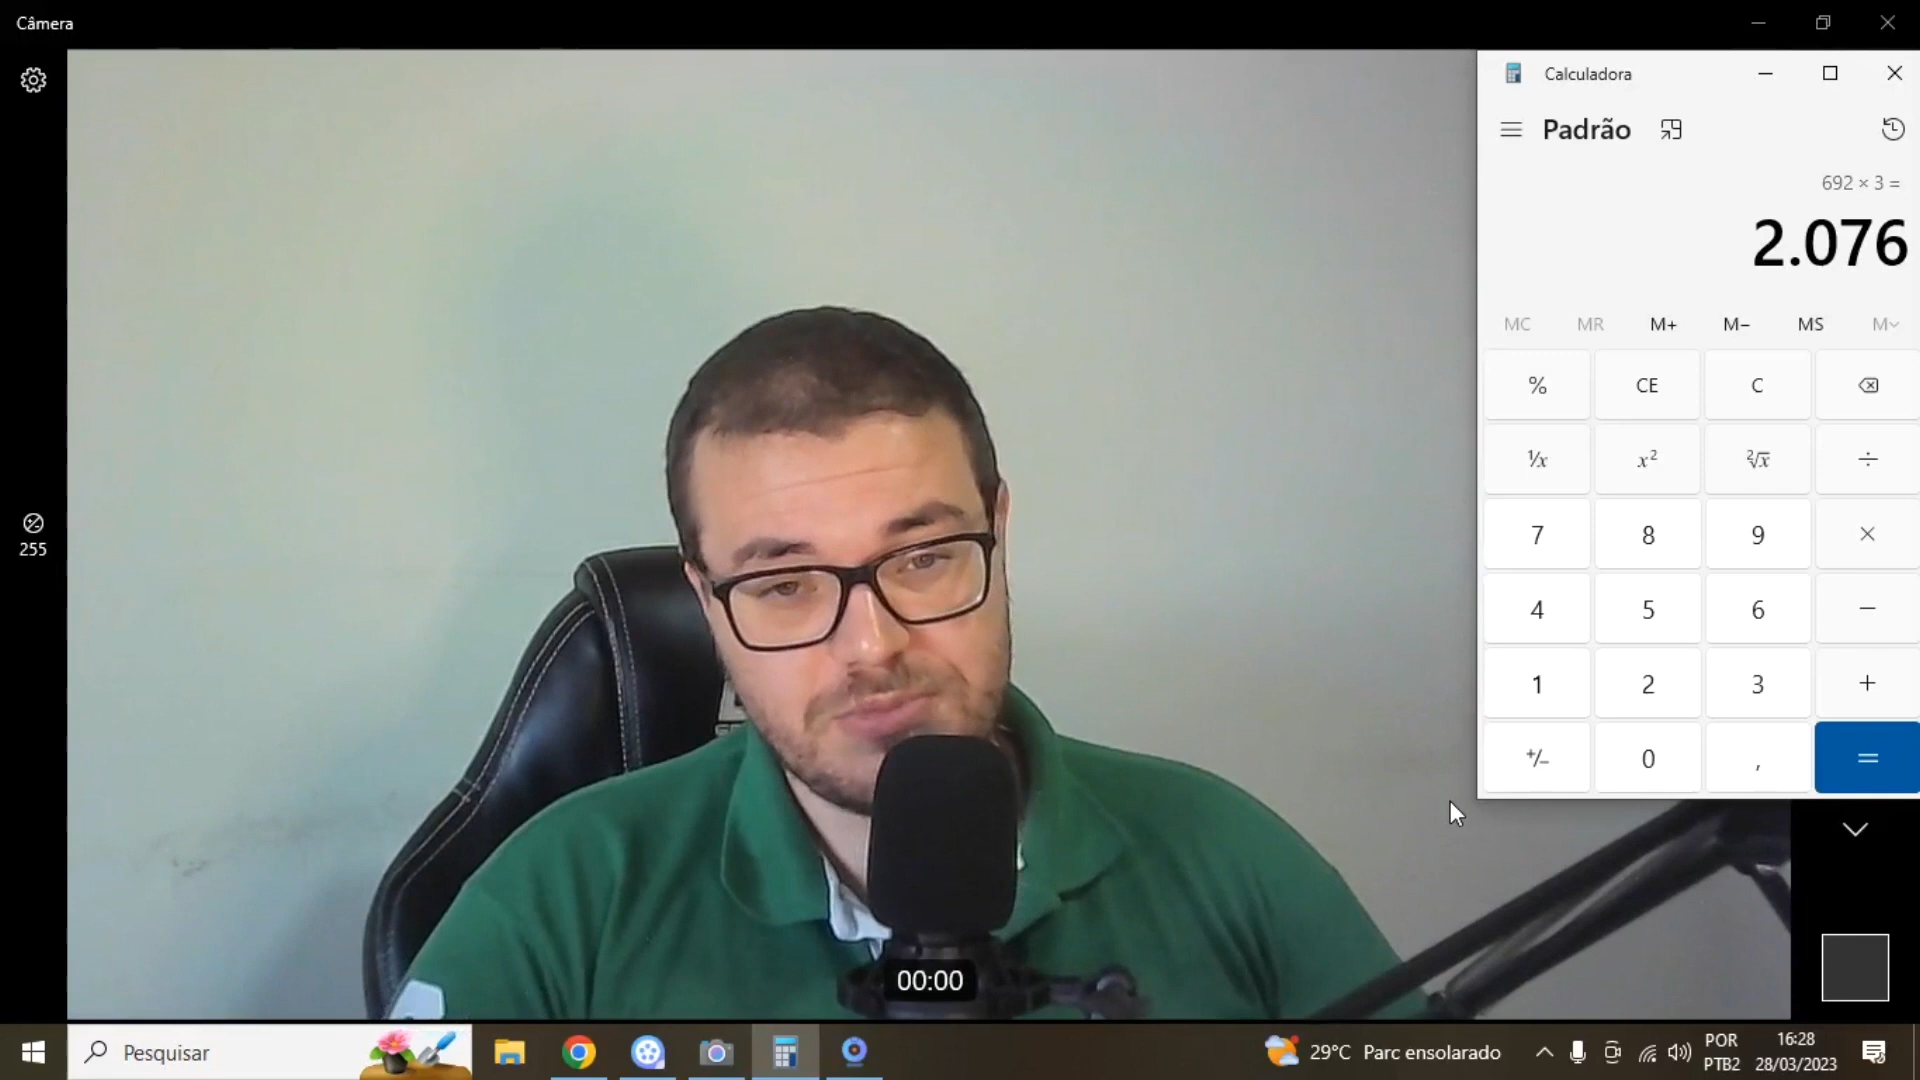 Câmera
Calculadora
Padrão
692 × 3 =
2.076
MC MR M+ M− MS M
% CE C
¹/x x² ²√x ÷
7 8 9 ×
4 5 6 −
1 2 3 +
+/− 0 , =
255
00:00
Pesquisar
29°C Parc ensolarado
POR
PTB2
16:28
28/03/2023